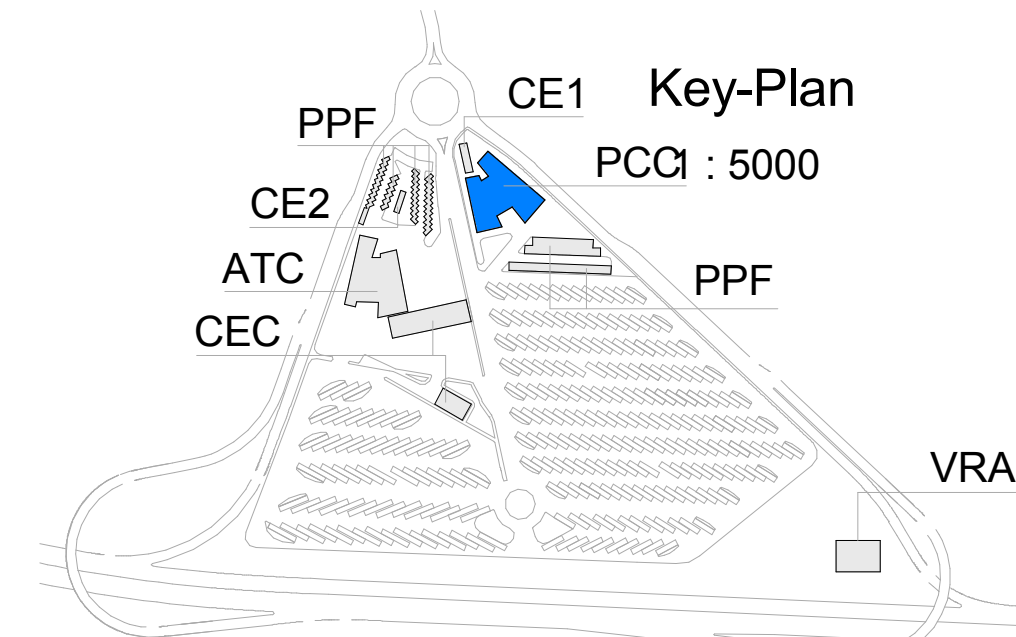 CE1
Key-Plan
PPF
PCC
1 : 5000
CE2
ATC
PPF
CEC
VRA